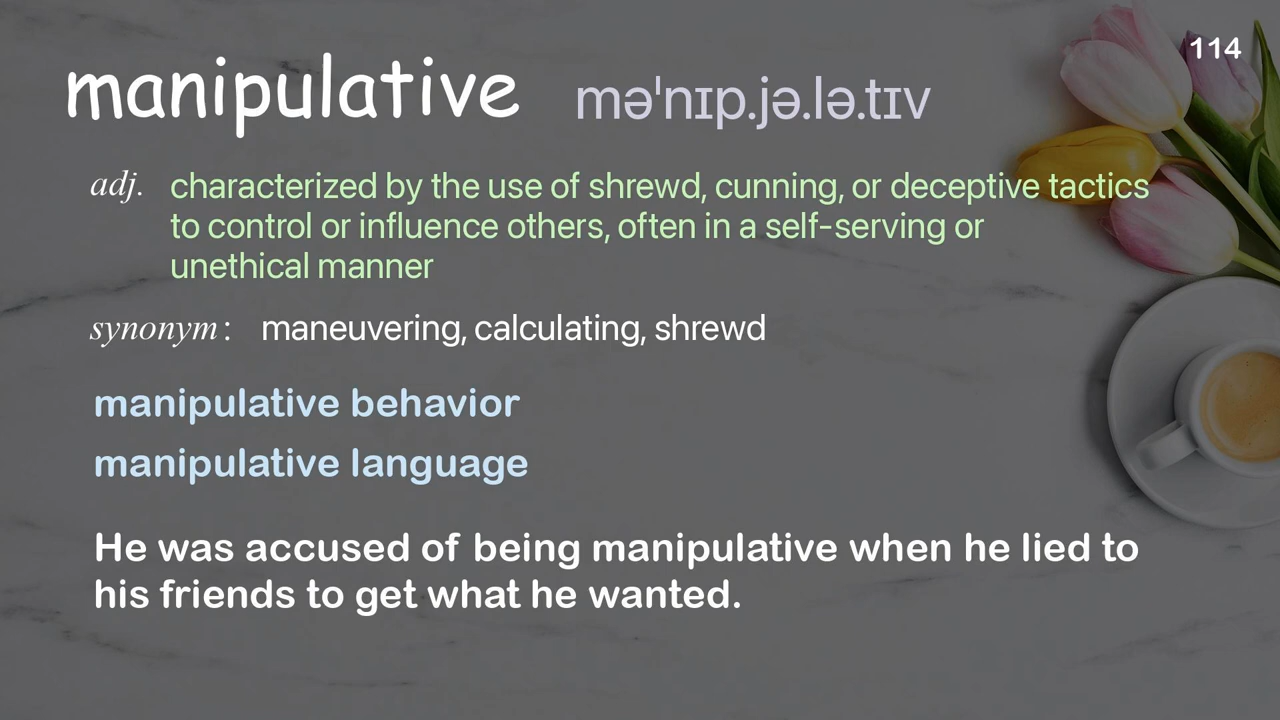 114
manipulative məˈnɪp.jə.lə.tɪv
adj. characterized by the use of shrewd, cunning, or deceptive tactics
to control or influence others, often in a self-serving or
unethical manner
synonym: maneuvering, calculating, shrewd
manipulative behavior
manipulative language
He was accused of being manipulative when he lied to
his friends to get what he wanted.